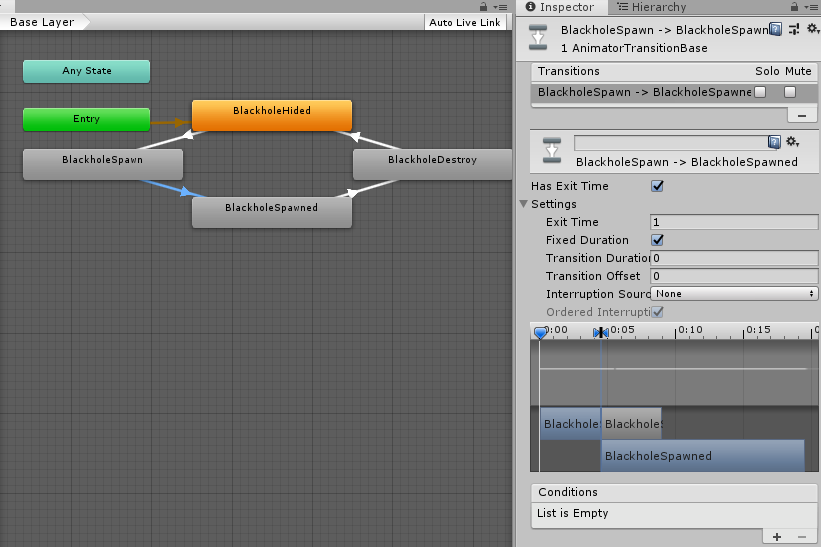 Base Layer
Auto Live Link
Any State
Entry
BlackholeHided
BlackholeSpawn
BlackholeDestroy
BlackholeSpawned
Inspector
Hierarchy
BlackholeSpawn -> BlackholeSpawn
1 AnimatorTransitionBase
Transitions Solo Mute
BlackholeSpawn -> BlackholeSpawne
BlackholeSpawn -> BlackholeSpawned
Has Exit Time
Settings
Exit Time 1
Fixed Duration
Transition Duration 0
Transition Offset 0
Interruption Sourc None
Ordered Interrupti
0:00 0:05 0:10 0:15 0
BlackholeS BlackholeS
BlackholeSpawned
Conditions
List is Empty